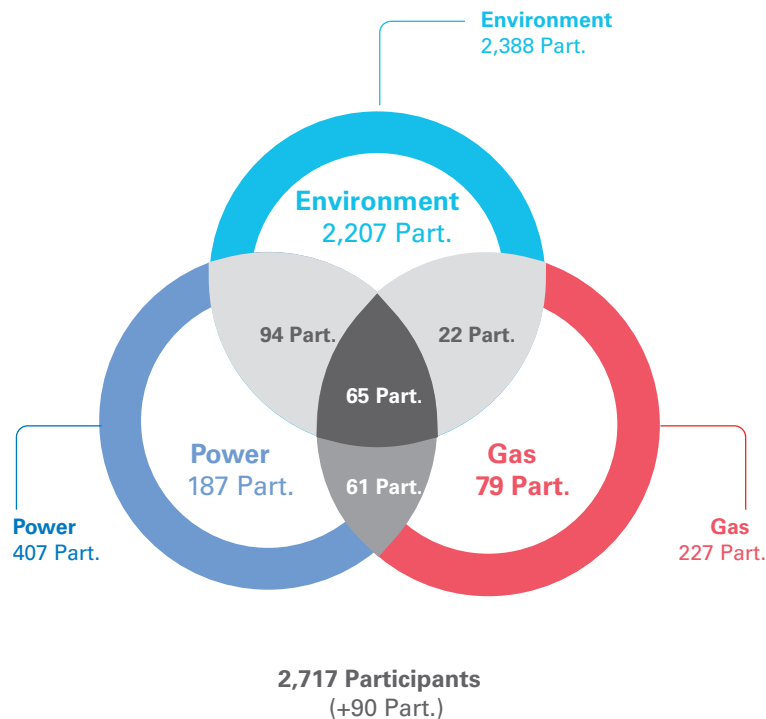 Environment
2,388 Part.
Environment
2,207 Part.
94 Part.
22 Part.
65 Part.
Power
187 Part.
61 Part.
Gas
79 Part.
Power
407 Part.
Gas
227 Part.
2,717 Participants
(+90 Part.)